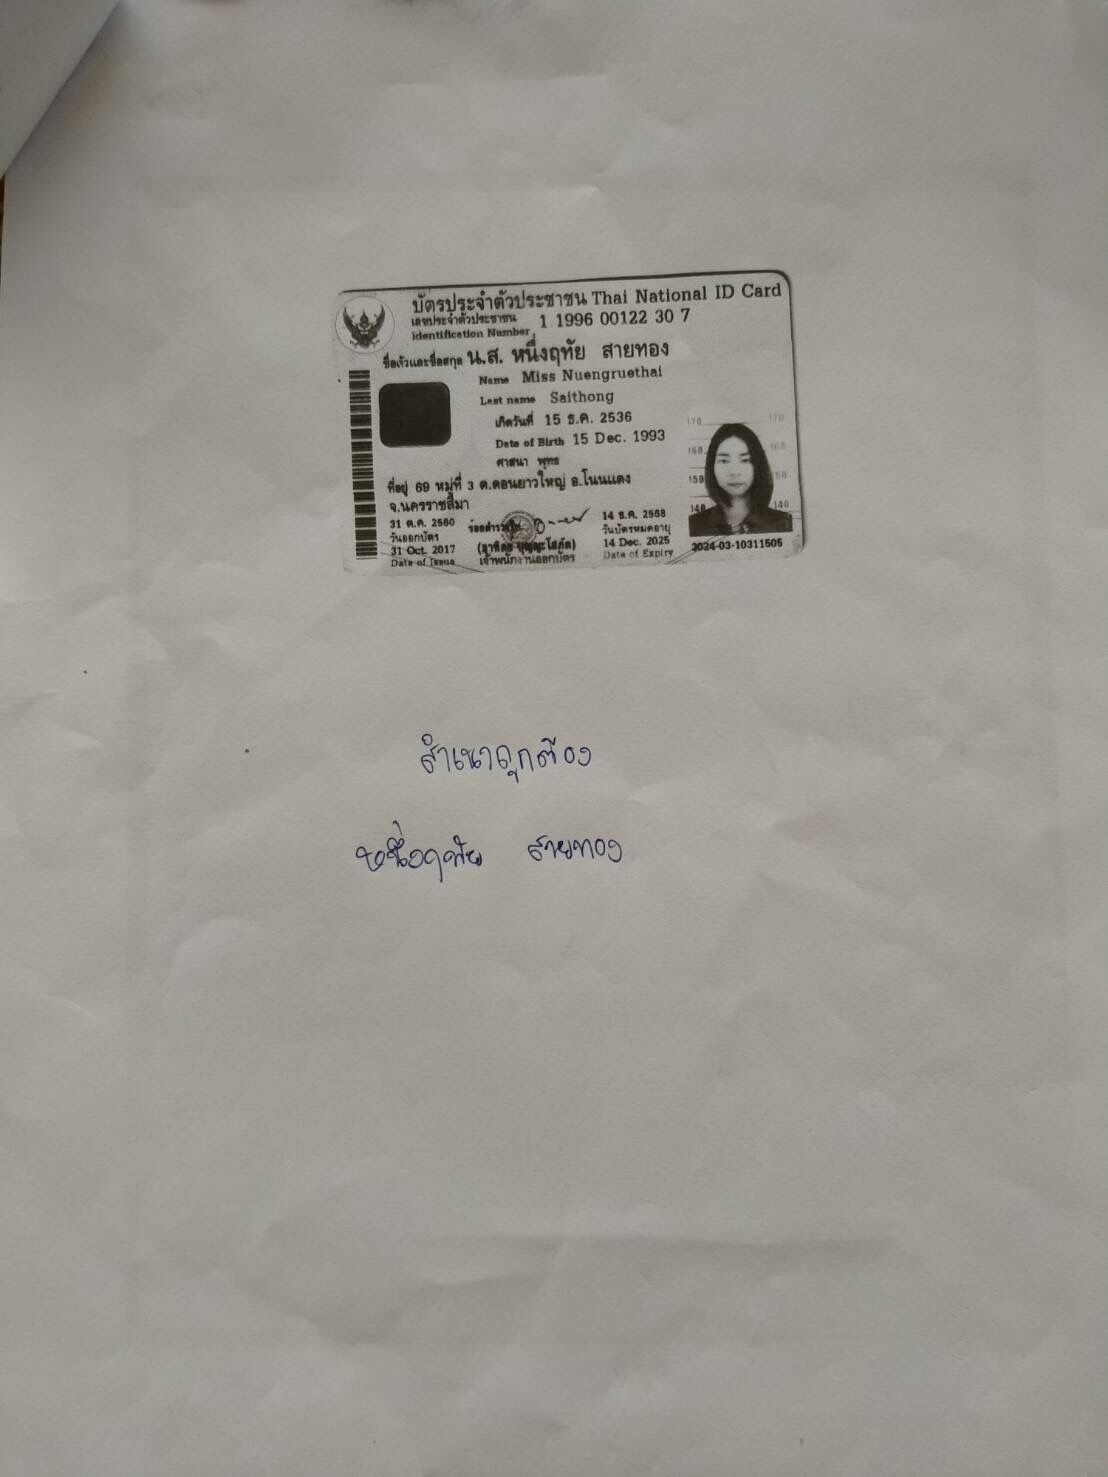 บัตรประจำตัวประชาชน Thai National ID Card
เลขประจำตัวประชาชน
Identification Number
1 1996 00122 30 7
ชื่อตัวและชื่อสกุล น.ส. หนึ่งฤทัย สายทอง
Name Miss Nuengruethai
Last name Saithong
เกิดวันที่ 15 ธ.ค. 2536
Date of Birth 15 Dec. 1993
ศาสนา พุทธ
ที่อยู่ 69 หมู่ที่ 3 ต.ดอนยาวใหญ่ อ.โนนแดง
จ.นครราชสีมา
31 ต.ค. 2560
วันออกบัตร
31 Oct. 2017
Date of Issue
เจ้าพนักงานออกบัตร
14 ธ.ค. 2568
วันบัตรหมดอายุ
14 Dec. 2025
Date of Expiry
170 170
160 160
150 150
140 140
2024-03-10311506
สำเนาถูกต้อง
หนึ่งฤทัย สายทอง